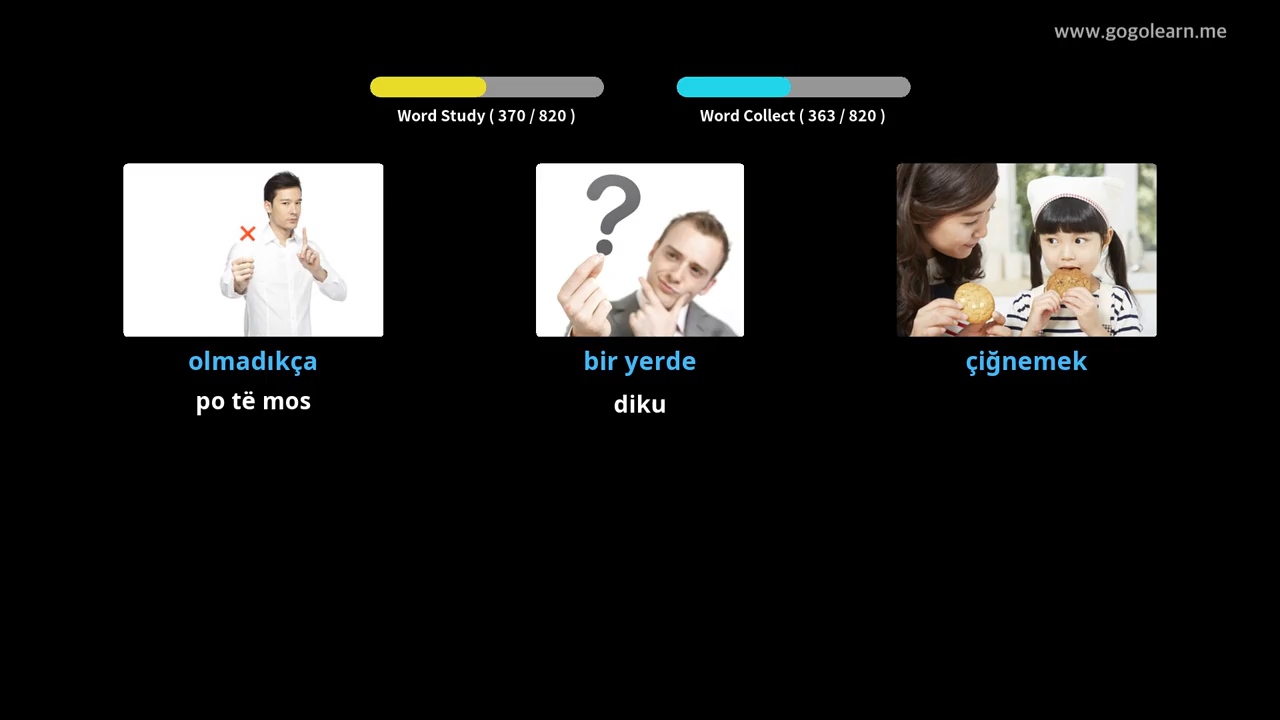 www.gogolearn.me
Word Study ( 370 / 820 )
Word Collect ( 363 / 820 )
olmadıkça
po të mos
bir yerde
diku
çiğnemek